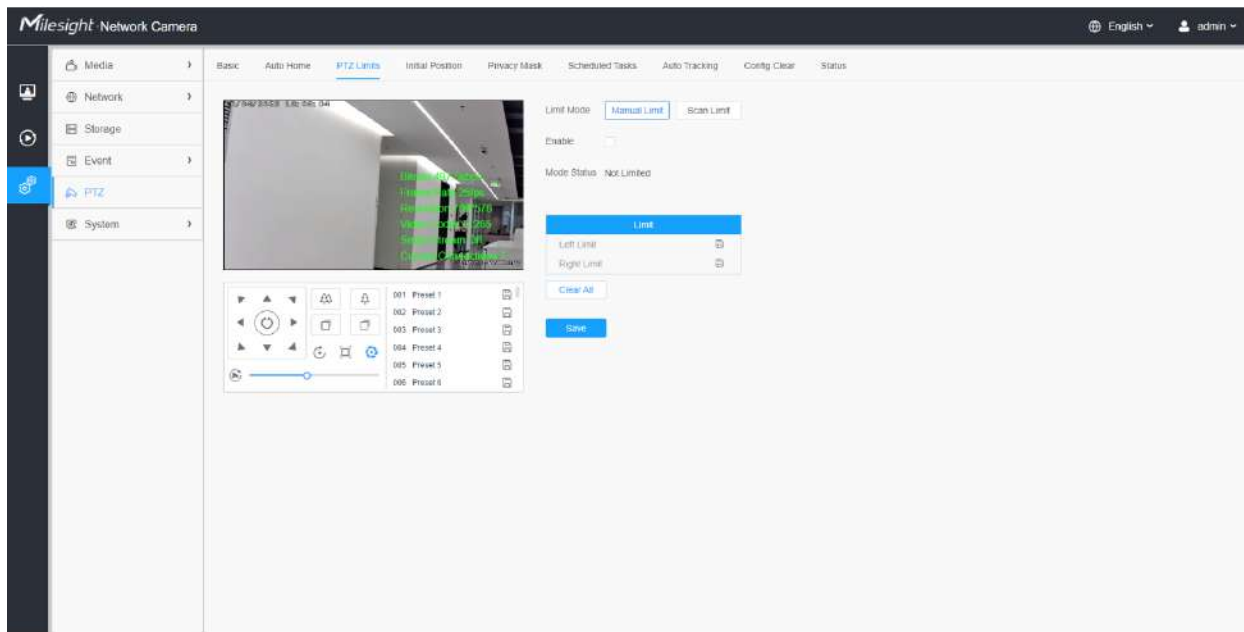 Milesight Network Camera
English
admin
Media
Network
Storage
Event
PTZ
System
Basic
Auto Home
PTZ Limits
Initial Position
Privacy Mask
Scheduled Tasks
Auto Tracking
Config Clear
Status
Limit Mode
Manual Limit
Scan Limit
Enable
Mode Status Not Limited
Limit
Left Limit
Right Limit
Clear All
Save
001 Preset 1
002 Preset 2
003 Preset 3
004 Preset 4
005 Preset 5
006 Preset 6